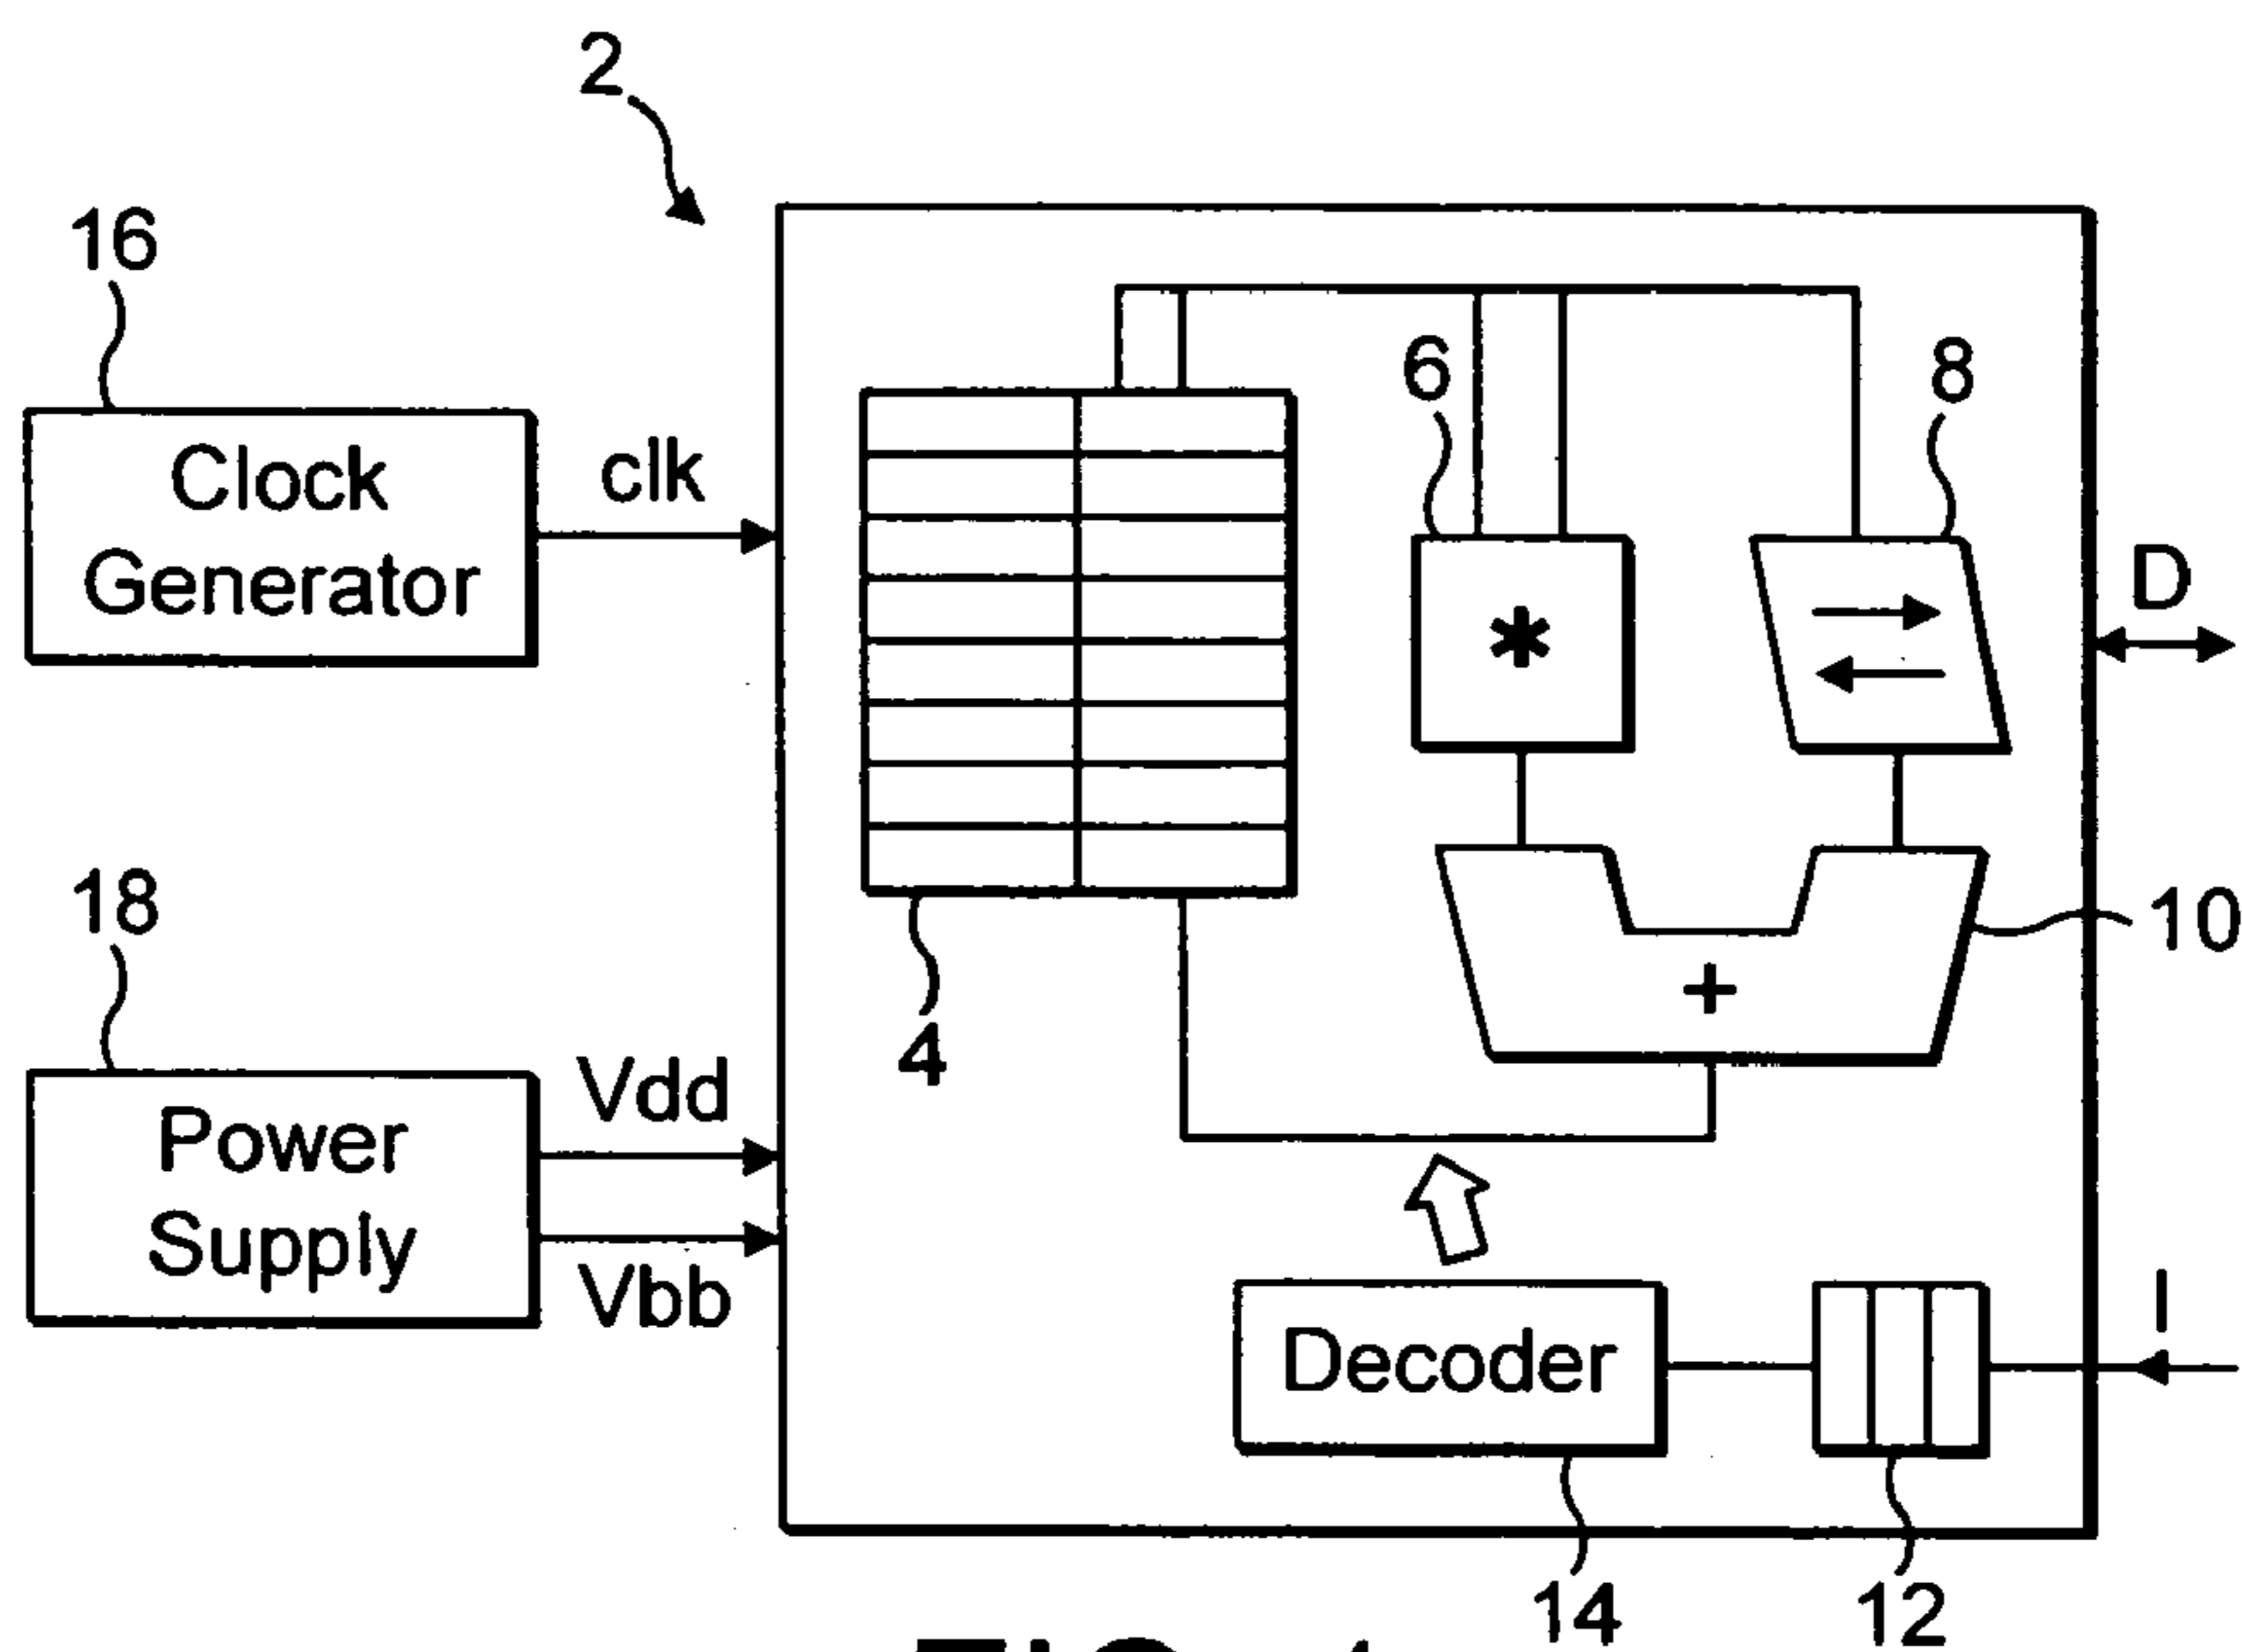 2
16
Clock
Generator
clk
6
8
*
D
4
10
+
18
Power
Supply
Vdd
Vbb
Decoder
I
14
12